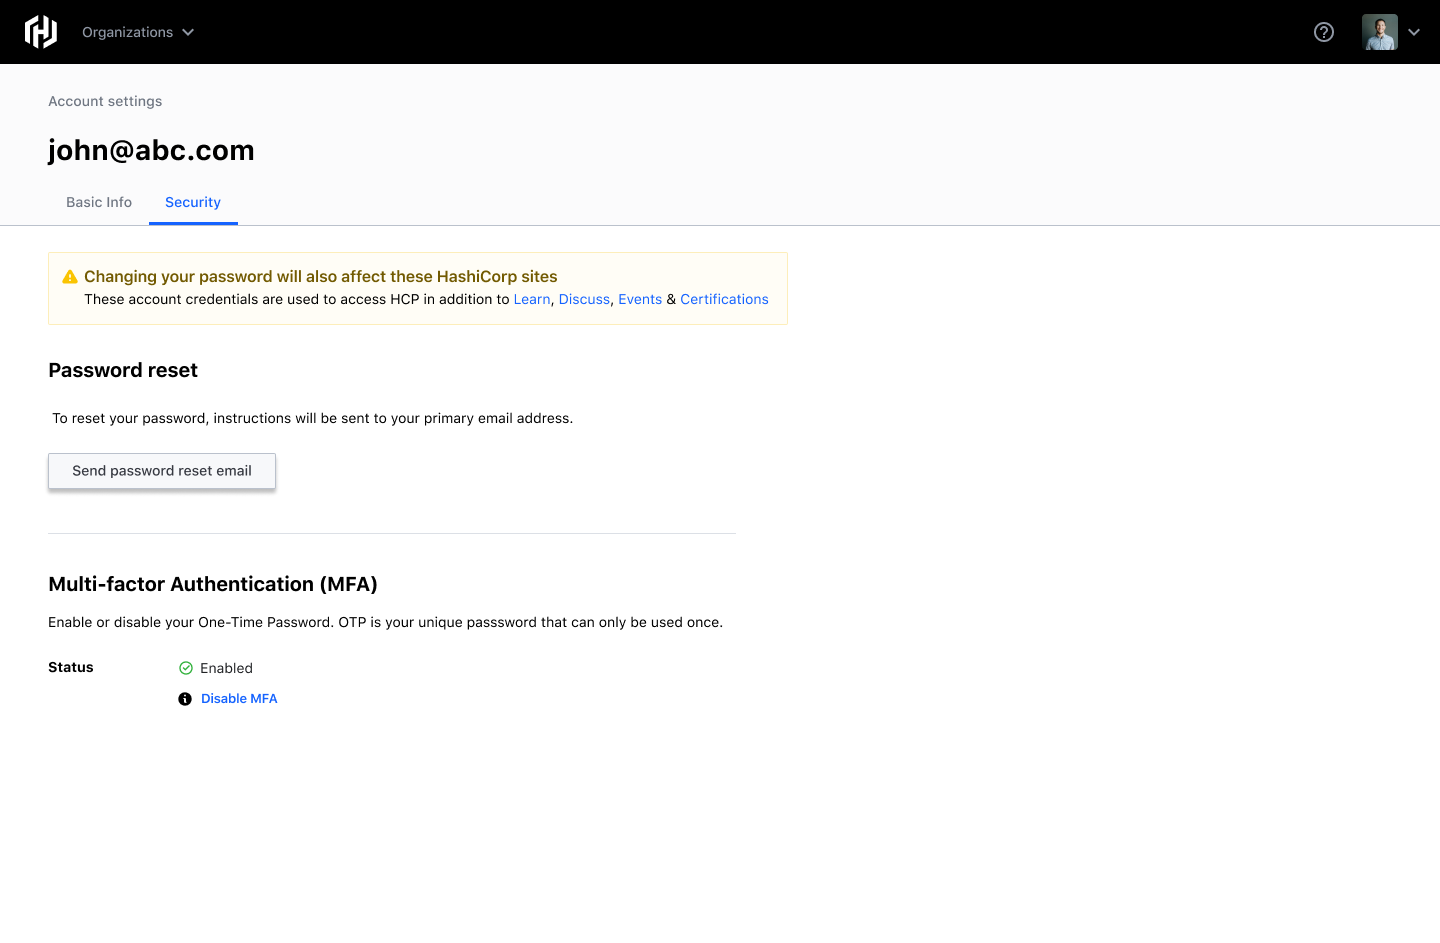 Organizations
Account settings
john@abc.com
Basic Info
Security
Changing your password will also affect these HashiCorp sites
These account credentials are used to access HCP in addition to Learn, Discuss, Events & Certifications
Password reset
To reset your password, instructions will be sent to your primary email address.
Send password reset email
Multi-factor Authentication (MFA)
Enable or disable your One-Time Password. OTP is your unique passsword that can only be used once.
Status
Enabled
Disable MFA